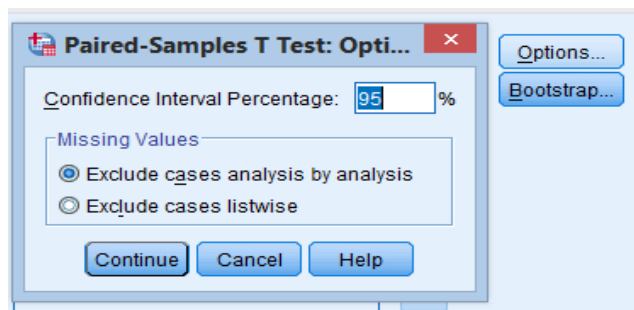 Paired-Samples T Test: Opti...
Options...
Bootstrap...
Confidence Interval Percentage: 95 %
Missing Values
Exclude cases analysis by analysis
Exclude cases listwise
Continue Cancel Help